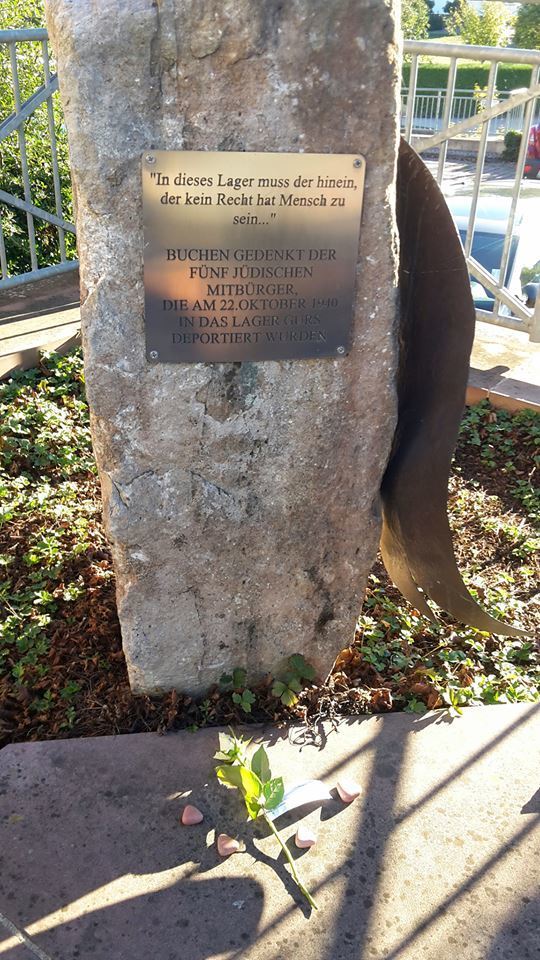 "In dieses Lager muss der hinein,
der kein Recht hat Mensch zu
sein..."
BUCHEN GEDENKT DER
FÜNF JÜDISCHEN
MITBÜRGER,
DIE AM 22.OKTOBER 1940
IN DAS LAGER GURS
DEPORTIERT WURDEN